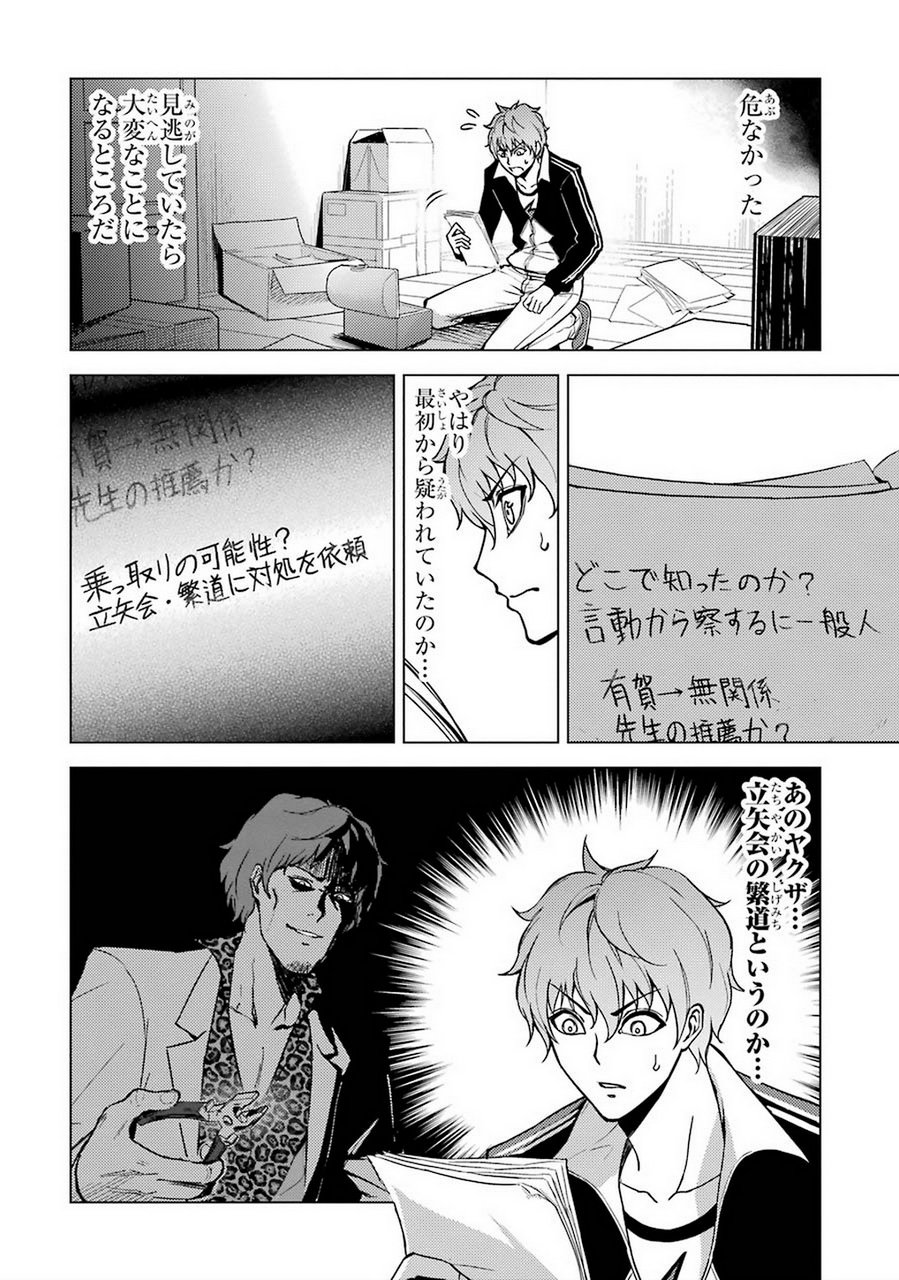 危なかった
見逃していたら
大変なことに
なるところだ
どこで知ったのか？
言動から察するに一般人
有賀→無関係
先生の推薦か？
やはり
最初から疑われていたのか…
有賀→無関係
先生の推薦か？
乗っ取りの可能性？
立矢会・繁道に対処を依頼
あのヤクザ…
立矢会の繁道というのか…